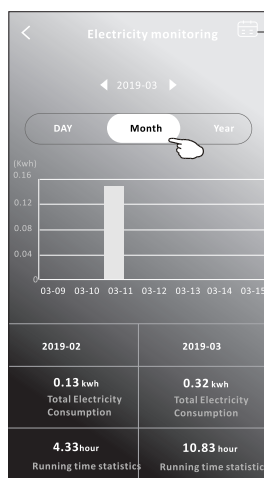 Electricity monitoring
2019-03
DAY Month Year
(Kwh)
0.16
0.12
0.08
0.04
0
03-09 03-10 03-11 03-12 03-13 03-14 03-15
2019-02 2019-03
0.13 kwh 0.32 kwh
Total Electricity Total Electricity
Consumption Consumption
4.33hour 10.83 hour
Running time statistics Running time statistic